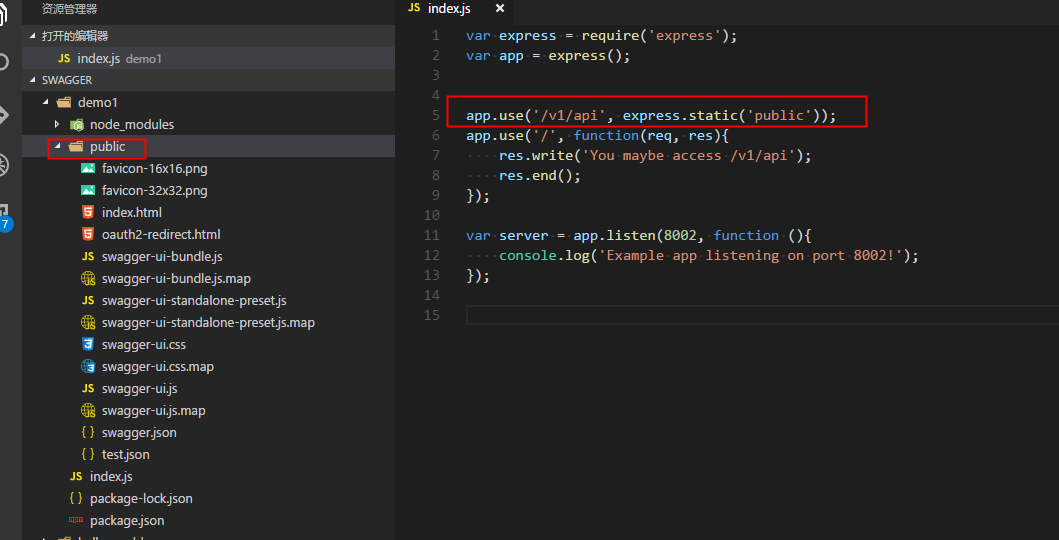 资源管理器
打开的编辑器
JS index.js demo1
SWAGGER
demo1
node_modules
public
favicon-16x16.png
favicon-32x32.png
index.html
oauth2-redirect.html
JS swagger-ui-bundle.js
swagger-ui-bundle.js.map
JS swagger-ui-standalone-preset.js
swagger-ui-standalone-preset.js.map
swagger-ui.css
swagger-ui.css.map
JS swagger-ui.js
swagger-ui.js.map
{ } swagger.json
{ } test.json
JS index.js
{ } package-lock.json
package.json
7
JS index.js ×
1 var express = require('express');
2 var app = express();
3
4
5 app.use('/v1/api', express.static('public'));
6 app.use('/', function(req, res){
7 res.write('You maybe access /v1/api');
8 res.end();
9 });
10
11 var server = app.listen(8002, function (){
12 console.log('Example app listening on port 8002!');
13 });
14
15